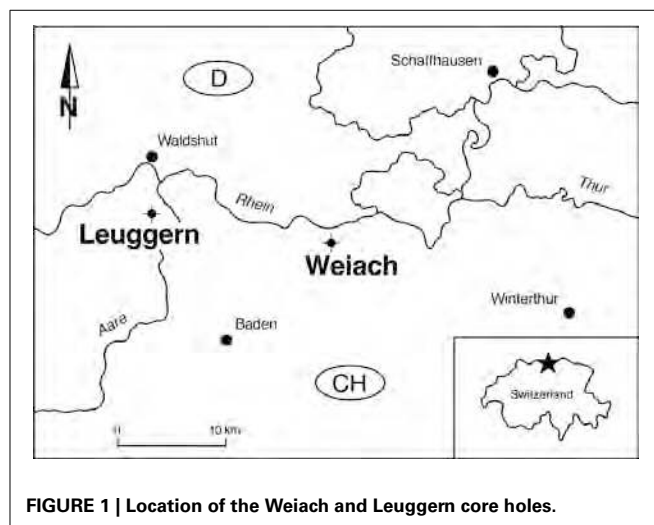 Schaffhausen
D
N
Waldshut
Rhein
Thur
Leuggern
Weiach
Winterthur
Aare
Baden
CH
Switzerland
0 10 km
FIGURE 1 | Location of the Weiach and Leuggern core holes.